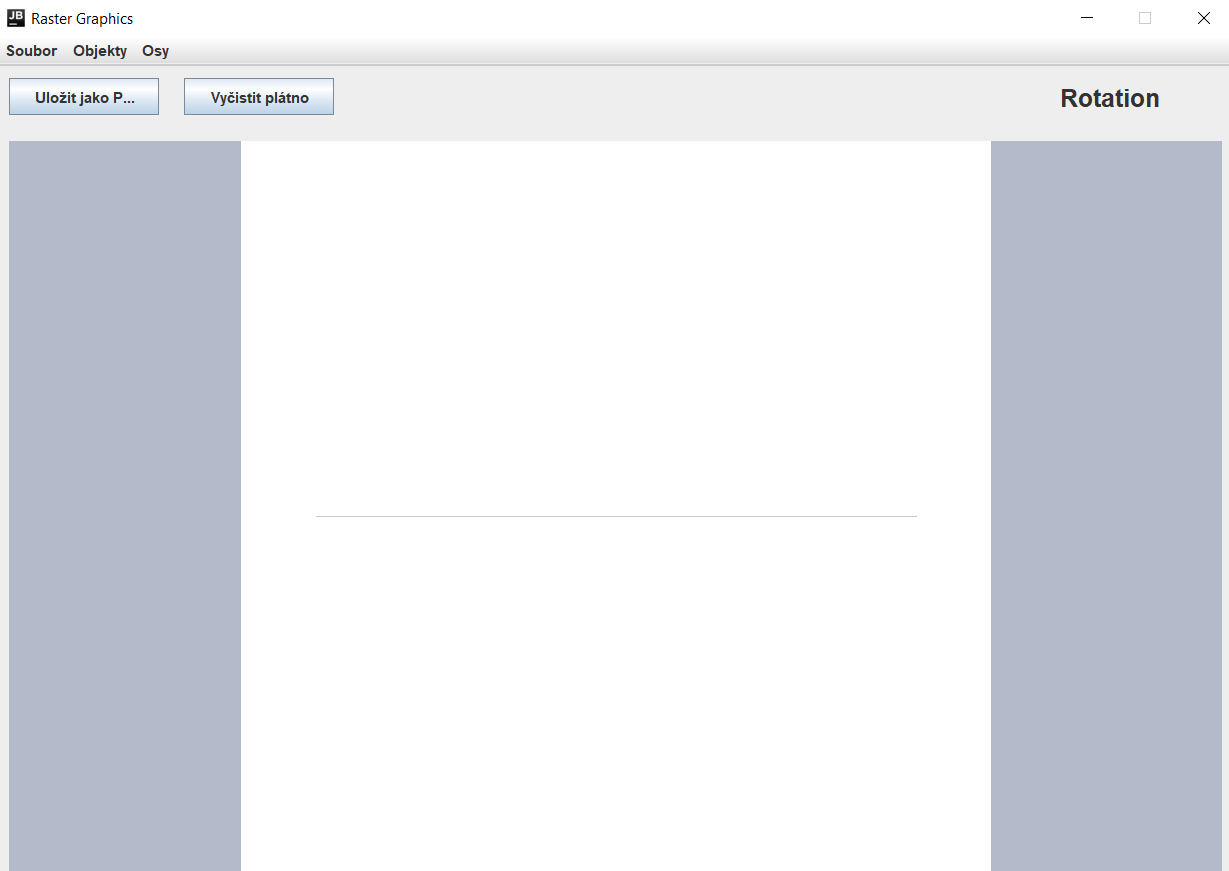 JB Raster Graphics
Soubor Objekty Osy
Uložit jako P... Vyčistit plátno Rotation